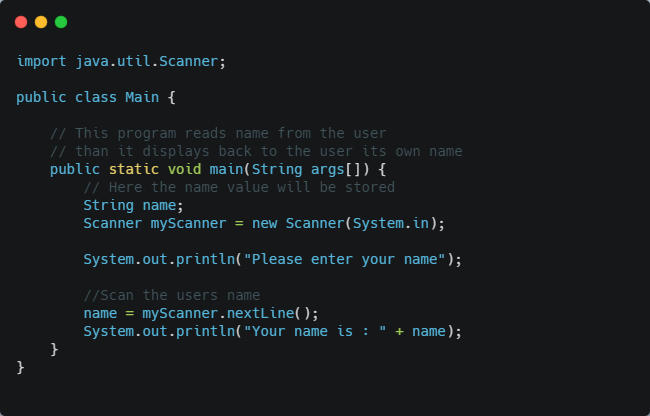 import java.util.Scanner;
public class Main {
// This program reads name from the user
// than it displays back to the user its own name
public static void main(String args[]) {
// Here the name value will be stored
String name;
Scanner myScanner = new Scanner(System.in);
System.out.println("Please enter your name");
//Scan the users name
name = myScanner.nextLine();
System.out.println("Your name is : " + name);
}
}